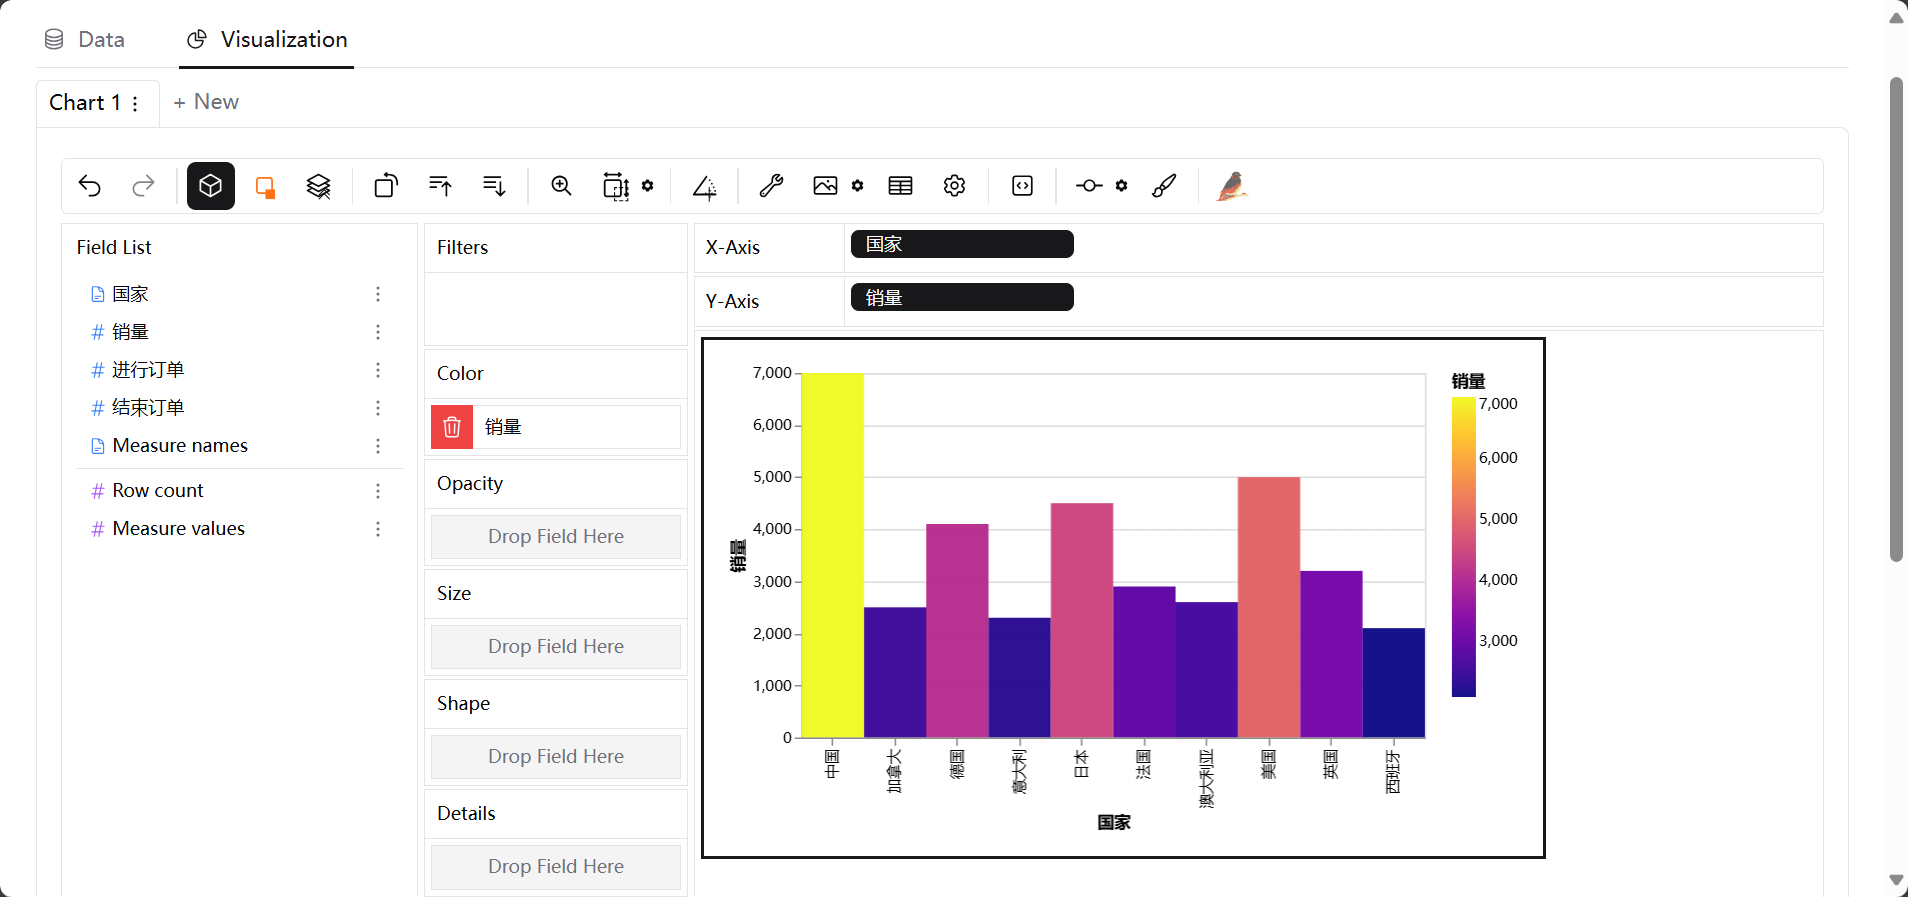 Data
Visualization
Chart 1
+ New
Field List
国家
销量
进行订单
结束订单
Measure names
Row count
Measure values
Filters
Color
销量
Opacity
Drop Field Here
Size
Drop Field Here
Shape
Drop Field Here
Details
Drop Field Here
X-Axis
国家
Y-Axis
销量
7,000
6,000
5,000
4,000
3,000
2,000
1,000
0
销量
中国
加拿大
德国
意大利
日本
法国
澳大利亚
美国
英国
西班牙
国家
销量
7,000
6,000
5,000
4,000
3,000